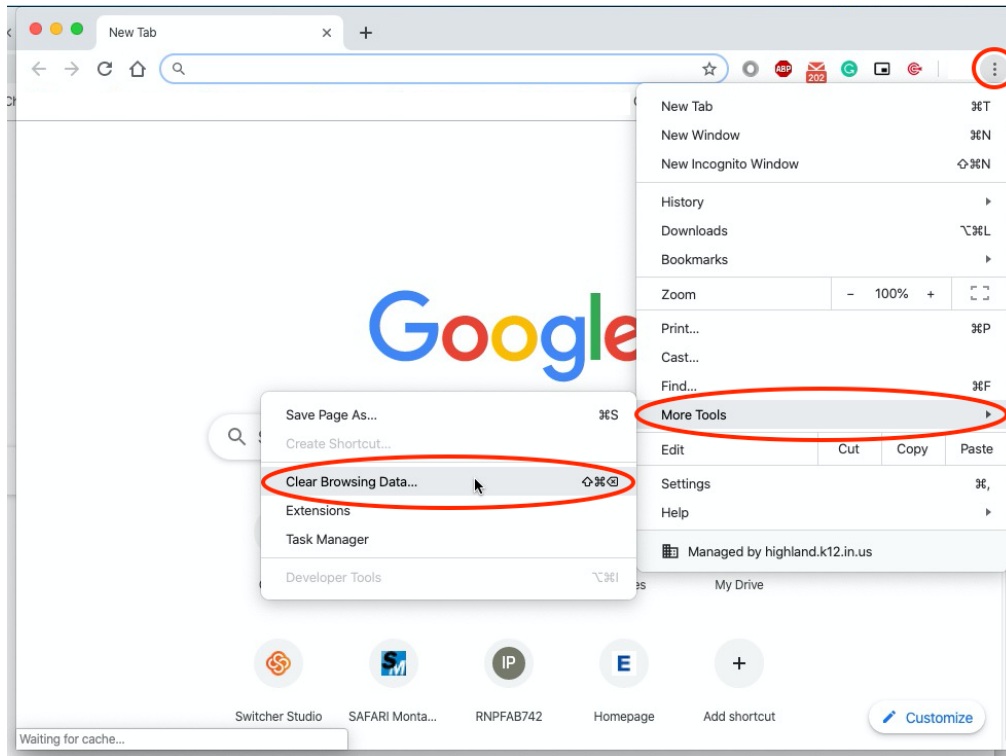 New Tab
ABP
202
New Tab ⌘T
New Window ⌘N
New Incognito Window ⇧⌘N
History
Downloads ⌥⌘L
Bookmarks
Zoom - 100% +
Print... ⌘P
Cast...
Find... ⌘F
More Tools
Edit Cut Copy Paste
Settings ⌘,
Help
Managed by highland.k12.in.us
Google
Save Page As... ⌘S
Create Shortcut...
Clear Browsing Data... ⇧⌘⌫
Extensions
Task Manager
Developer Tools ⌥⌘I
My Drive
SM
IP
E
Switcher Studio
SAFARI Monta...
RNPFAB742
Homepage
Add shortcut
Customize
Waiting for cache...